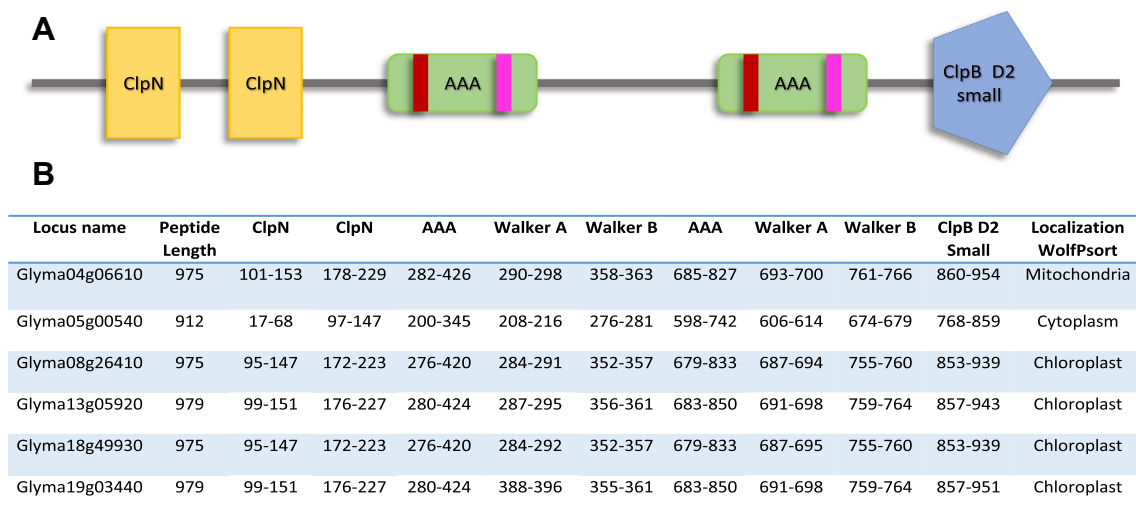 A
ClpN
ClpN
AAA
AAA
ClpB D2
small
B
Locus name Peptide Length ClpN ClpN AAA Walker A Walker B AAA Walker A Walker B ClpB D2 Small Localization WolfPsort
Glyma04g06610 975 101-153 178-229 282-426 290-298 358-363 685-827 693-700 761-766 860-954 Mitochondria
Glyma05g00540 912 17-68 97-147 200-345 208-216 276-281 598-742 606-614 674-679 768-859 Cytoplasm
Glyma08g26410 975 95-147 172-223 276-420 284-291 352-357 679-833 687-694 755-760 853-939 Chloroplast
Glyma13g05920 979 99-151 176-227 280-424 287-295 356-361 683-850 691-698 759-764 857-943 Chloroplast
Glyma18g49930 975 95-147 172-223 276-420 284-292 352-357 679-833 687-695 755-760 853-939 Chloroplast
Glyma19g03440 979 99-151 176-227 280-424 388-396 355-361 683-850 691-698 759-764 857-951 Chloroplast